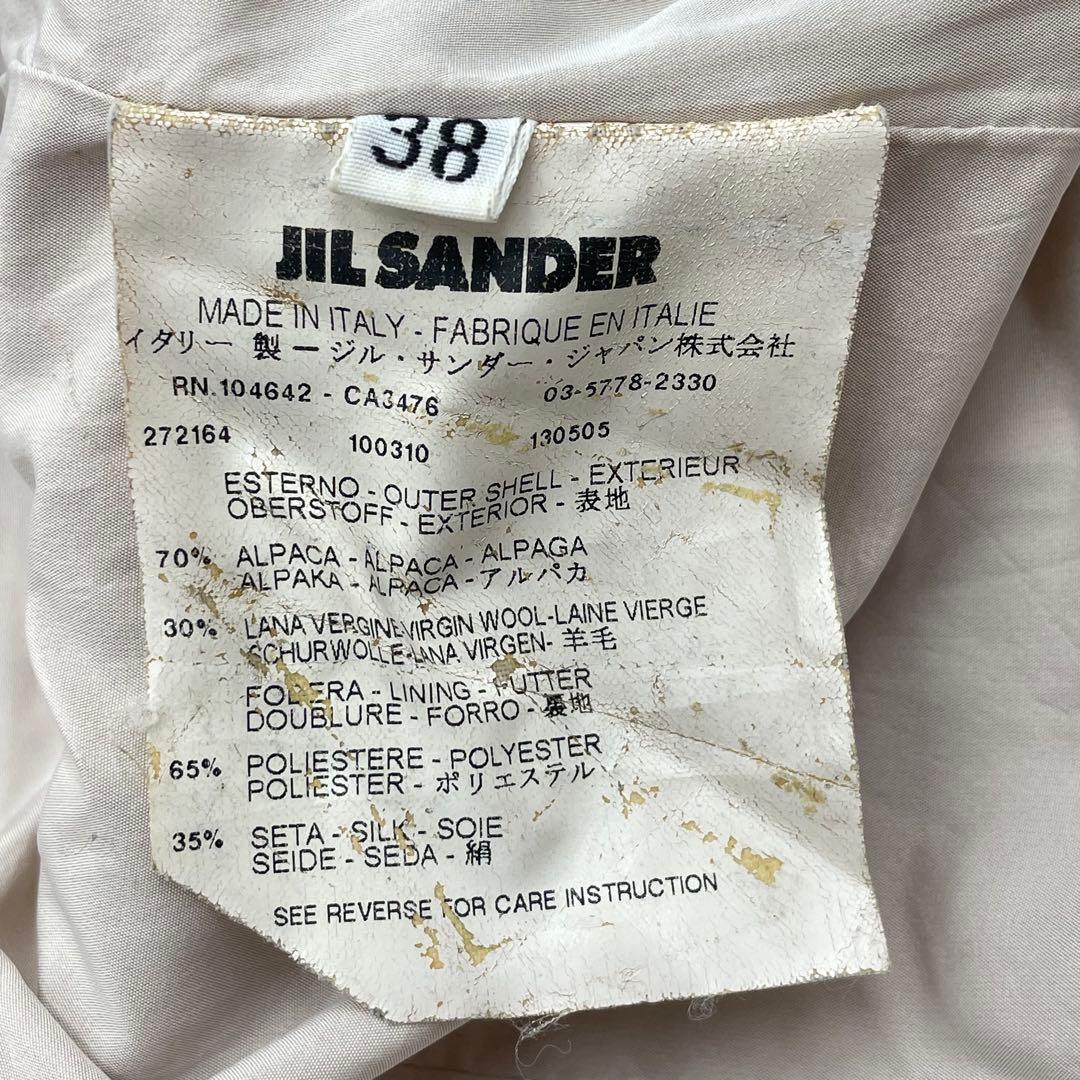 38
JIL SANDER
MADE IN ITALY - FABRIQUE EN ITALIE
イタリー 製 ー ジル・サンダー・ジャパン株式会社
RN.104642 - CA3476 03-5778-2330
272164 100310 130505
ESTERNO - OUTER SHELL - EXTERIEUR
OBERSTOFF - EXTERIOR - 表地
70% ALPACA - ALPACA - ALPAGA
ALPAKA - ALPACA - アルパカ
30% LANA VERGINE-VIRGIN WOOL-LAINE VIERGE
SCHURWOLLE-LANA VIRGEN- 羊毛
FODERA - LINING - FUTTER
DOUBLURE - FORRO - 裏地
65% POLIESTERE - POLYESTER
POLIESTER - ポリエステル
35% SETA - SILK - SOIE
SEIDE - SEDA - 絹
SEE REVERSE FOR CARE INSTRUCTION